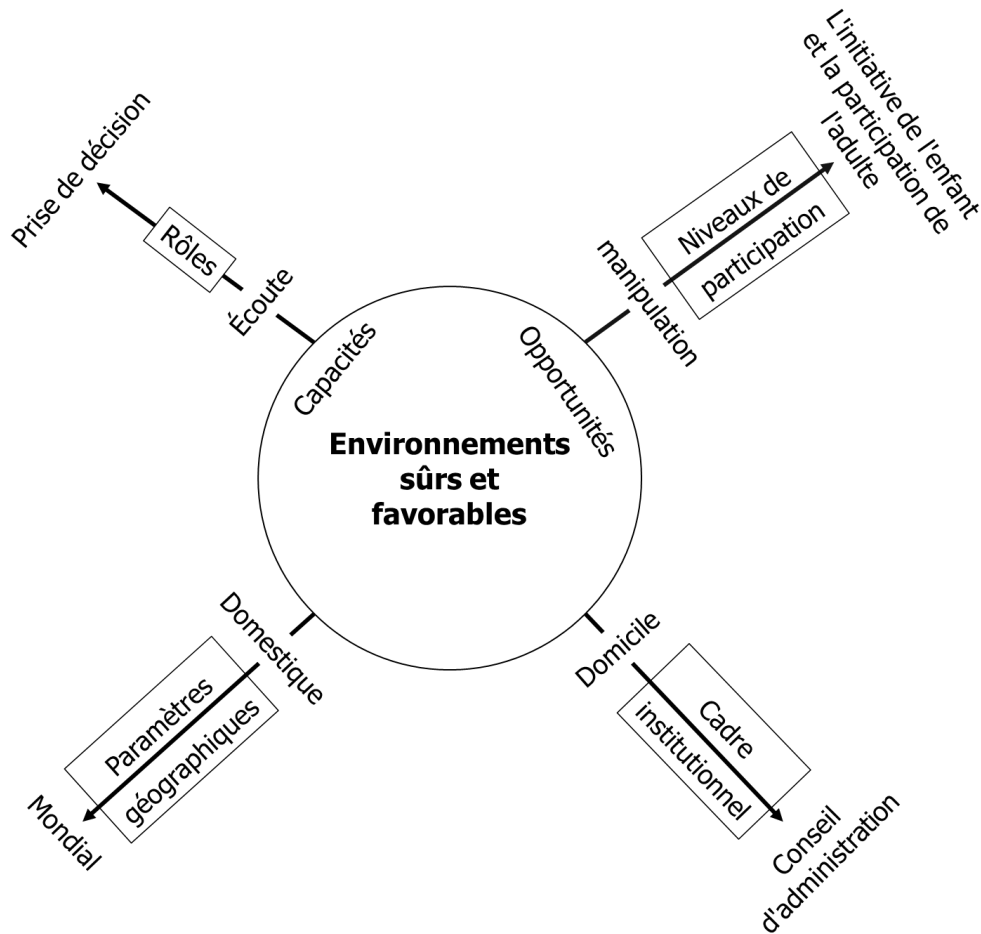 L'initiative de l'enfant
et la participation de
l'adulte
Prise de décision
Niveaux de
participation
Rôles
manipulation
Écoute
Capacités
Opportunités
Environnements
sûrs et
favorables
Domestique
Domicile
Paramètres
géographiques
Cadre
institutionnel
Mondial
Conseil
d'administration